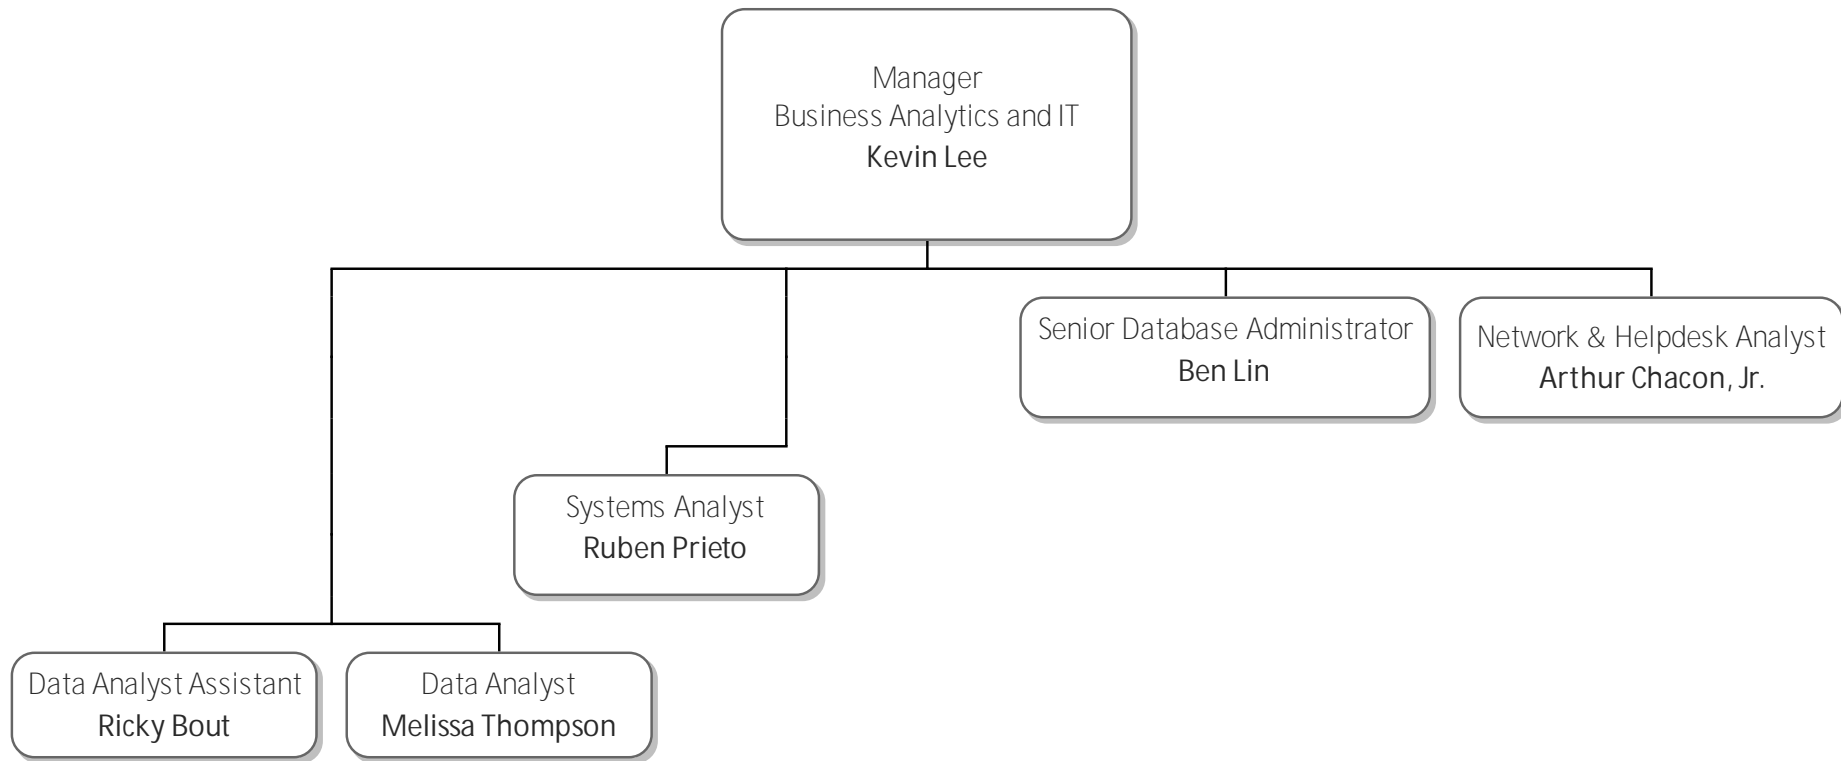 Manager
Business Analytics and IT
Kevin Lee
Senior Database Administrator
Ben Lin
Network & Helpdesk Analyst
Arthur Chacon, Jr.
Systems Analyst
Ruben Prieto
Data Analyst Assistant
Ricky Bout
Data Analyst
Melissa Thompson